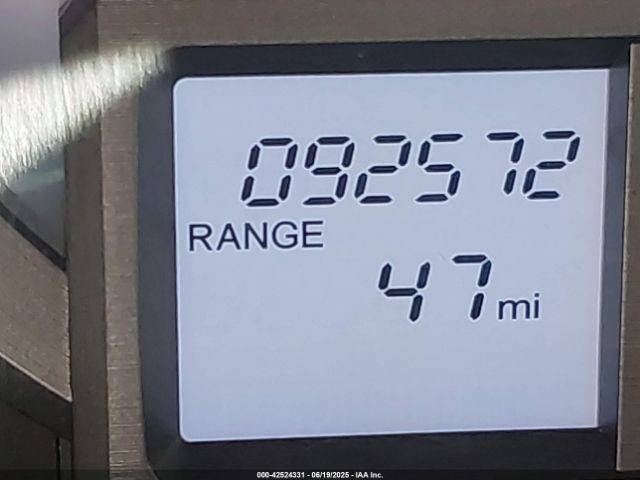 092572
RANGE
47 mi
000-42524331 - 06/19/2025 - IAA Inc.